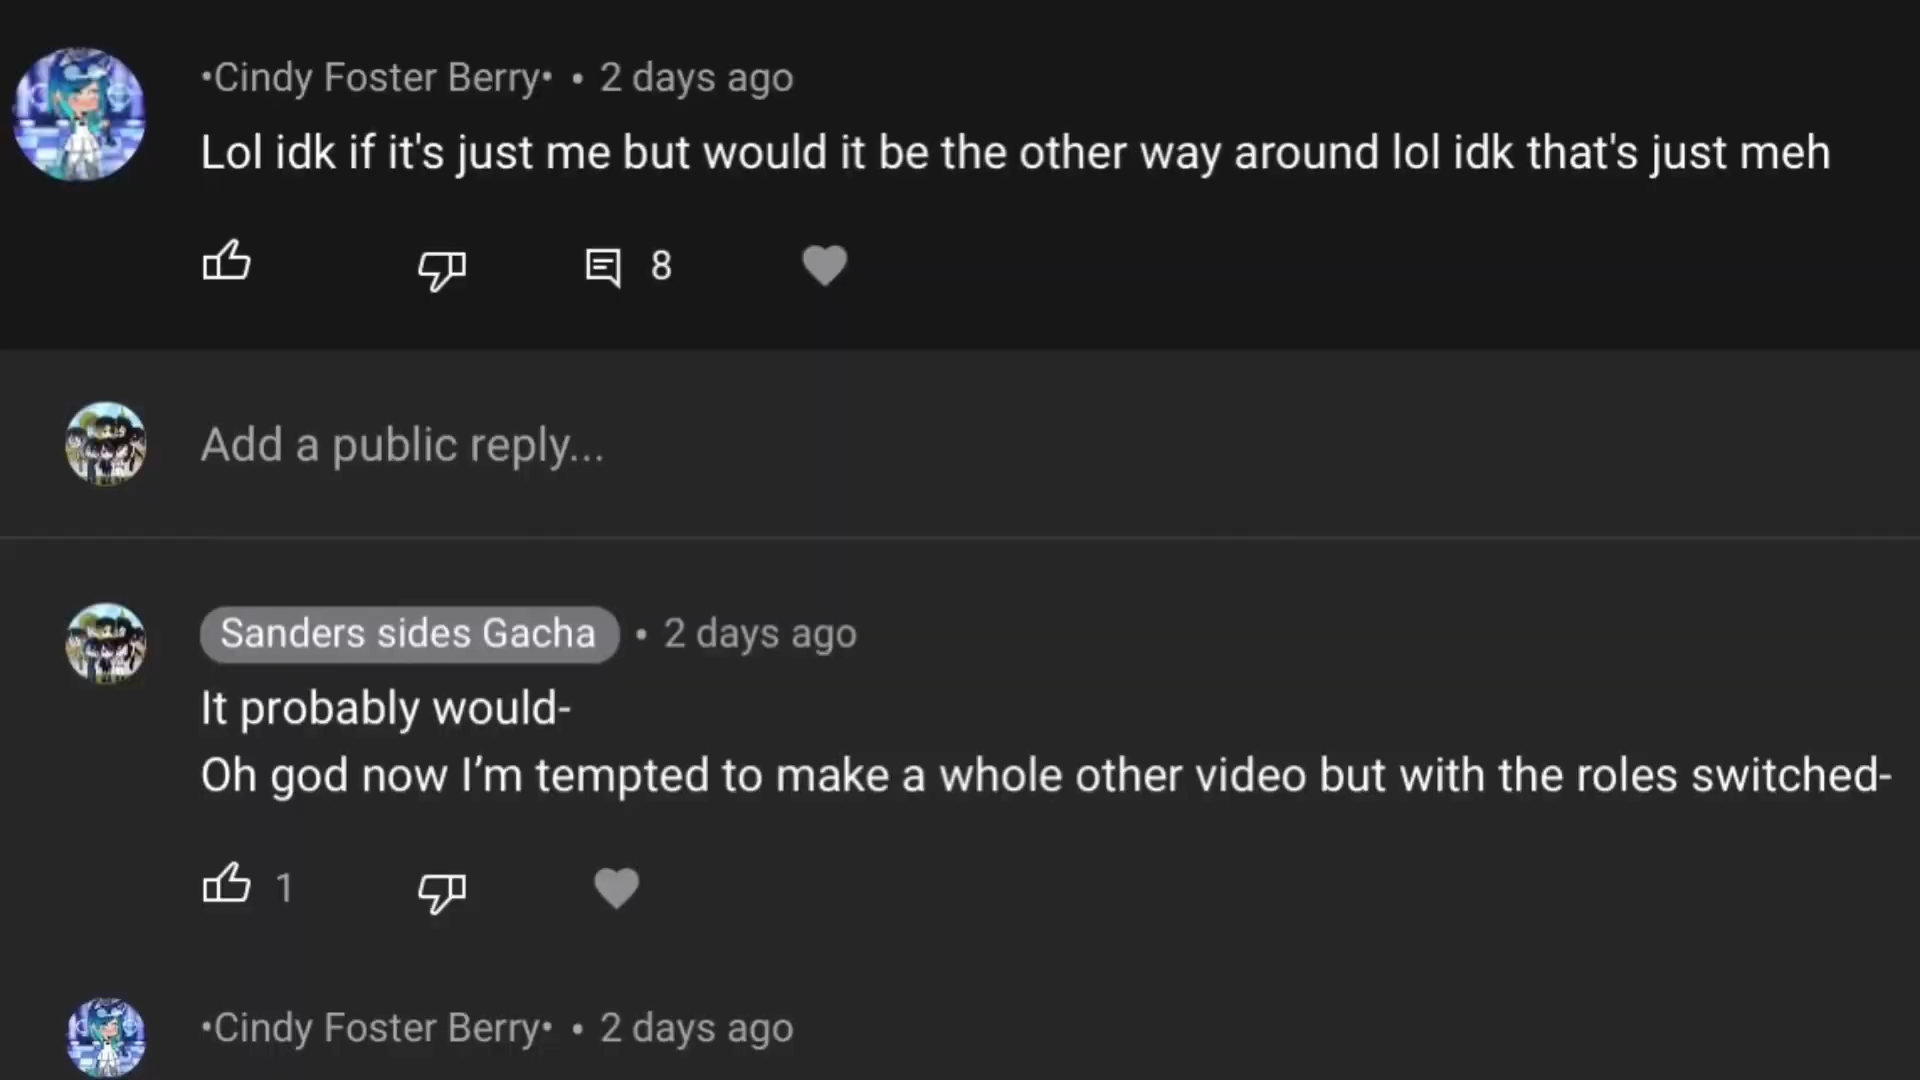 •Cindy Foster Berry• • 2 days ago
Lol idk if it's just me but would it be the other way around lol idk that's just meh
8
Add a public reply...
Sanders sides Gacha • 2 days ago
It probably would-
Oh god now I’m tempted to make a whole other video but with the roles switched-
1
•Cindy Foster Berry• • 2 days ago